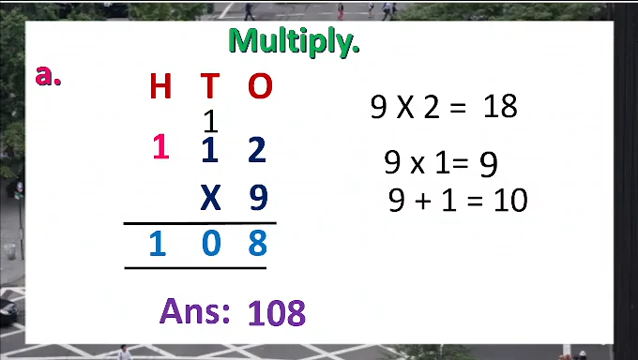 Multiply.
a.
H T O
1
1 1 2
X 9
1 0 8
Ans: 108
9 X 2 = 18
9 x 1= 9
9 + 1 = 10